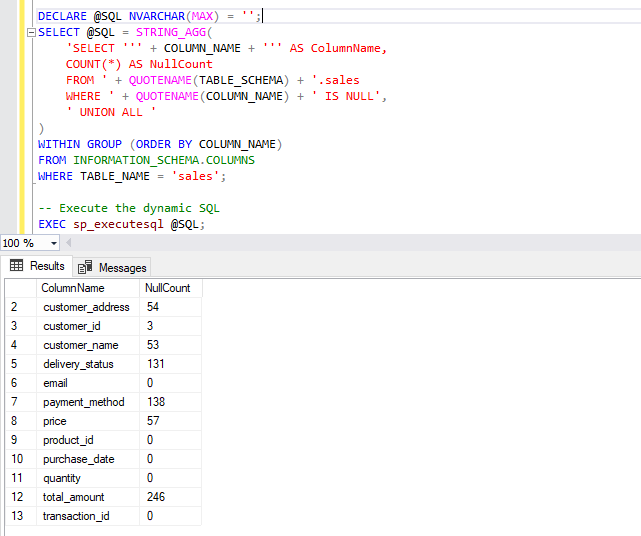 DECLARE @SQL NVARCHAR(MAX) = '';
SELECT @SQL = STRING_AGG(
'SELECT ''' + COLUMN_NAME + ''' AS ColumnName,
COUNT(*) AS NullCount
FROM ' + QUOTENAME(TABLE_SCHEMA) + '.sales
WHERE ' + QUOTENAME(COLUMN_NAME) + ' IS NULL',
' UNION ALL '
)
WITHIN GROUP (ORDER BY COLUMN_NAME)
FROM INFORMATION_SCHEMA.COLUMNS
WHERE TABLE_NAME = 'sales';
-- Execute the dynamic SQL
EXEC sp_executesql @SQL;
100 %
Results Messages
ColumnName NullCount
2 customer_address 54
3 customer_id 3
4 customer_name 53
5 delivery_status 131
6 email 0
7 payment_method 138
8 price 57
9 product_id 0
10 purchase_date 0
11 quantity 0
12 total_amount 246
13 transaction_id 0